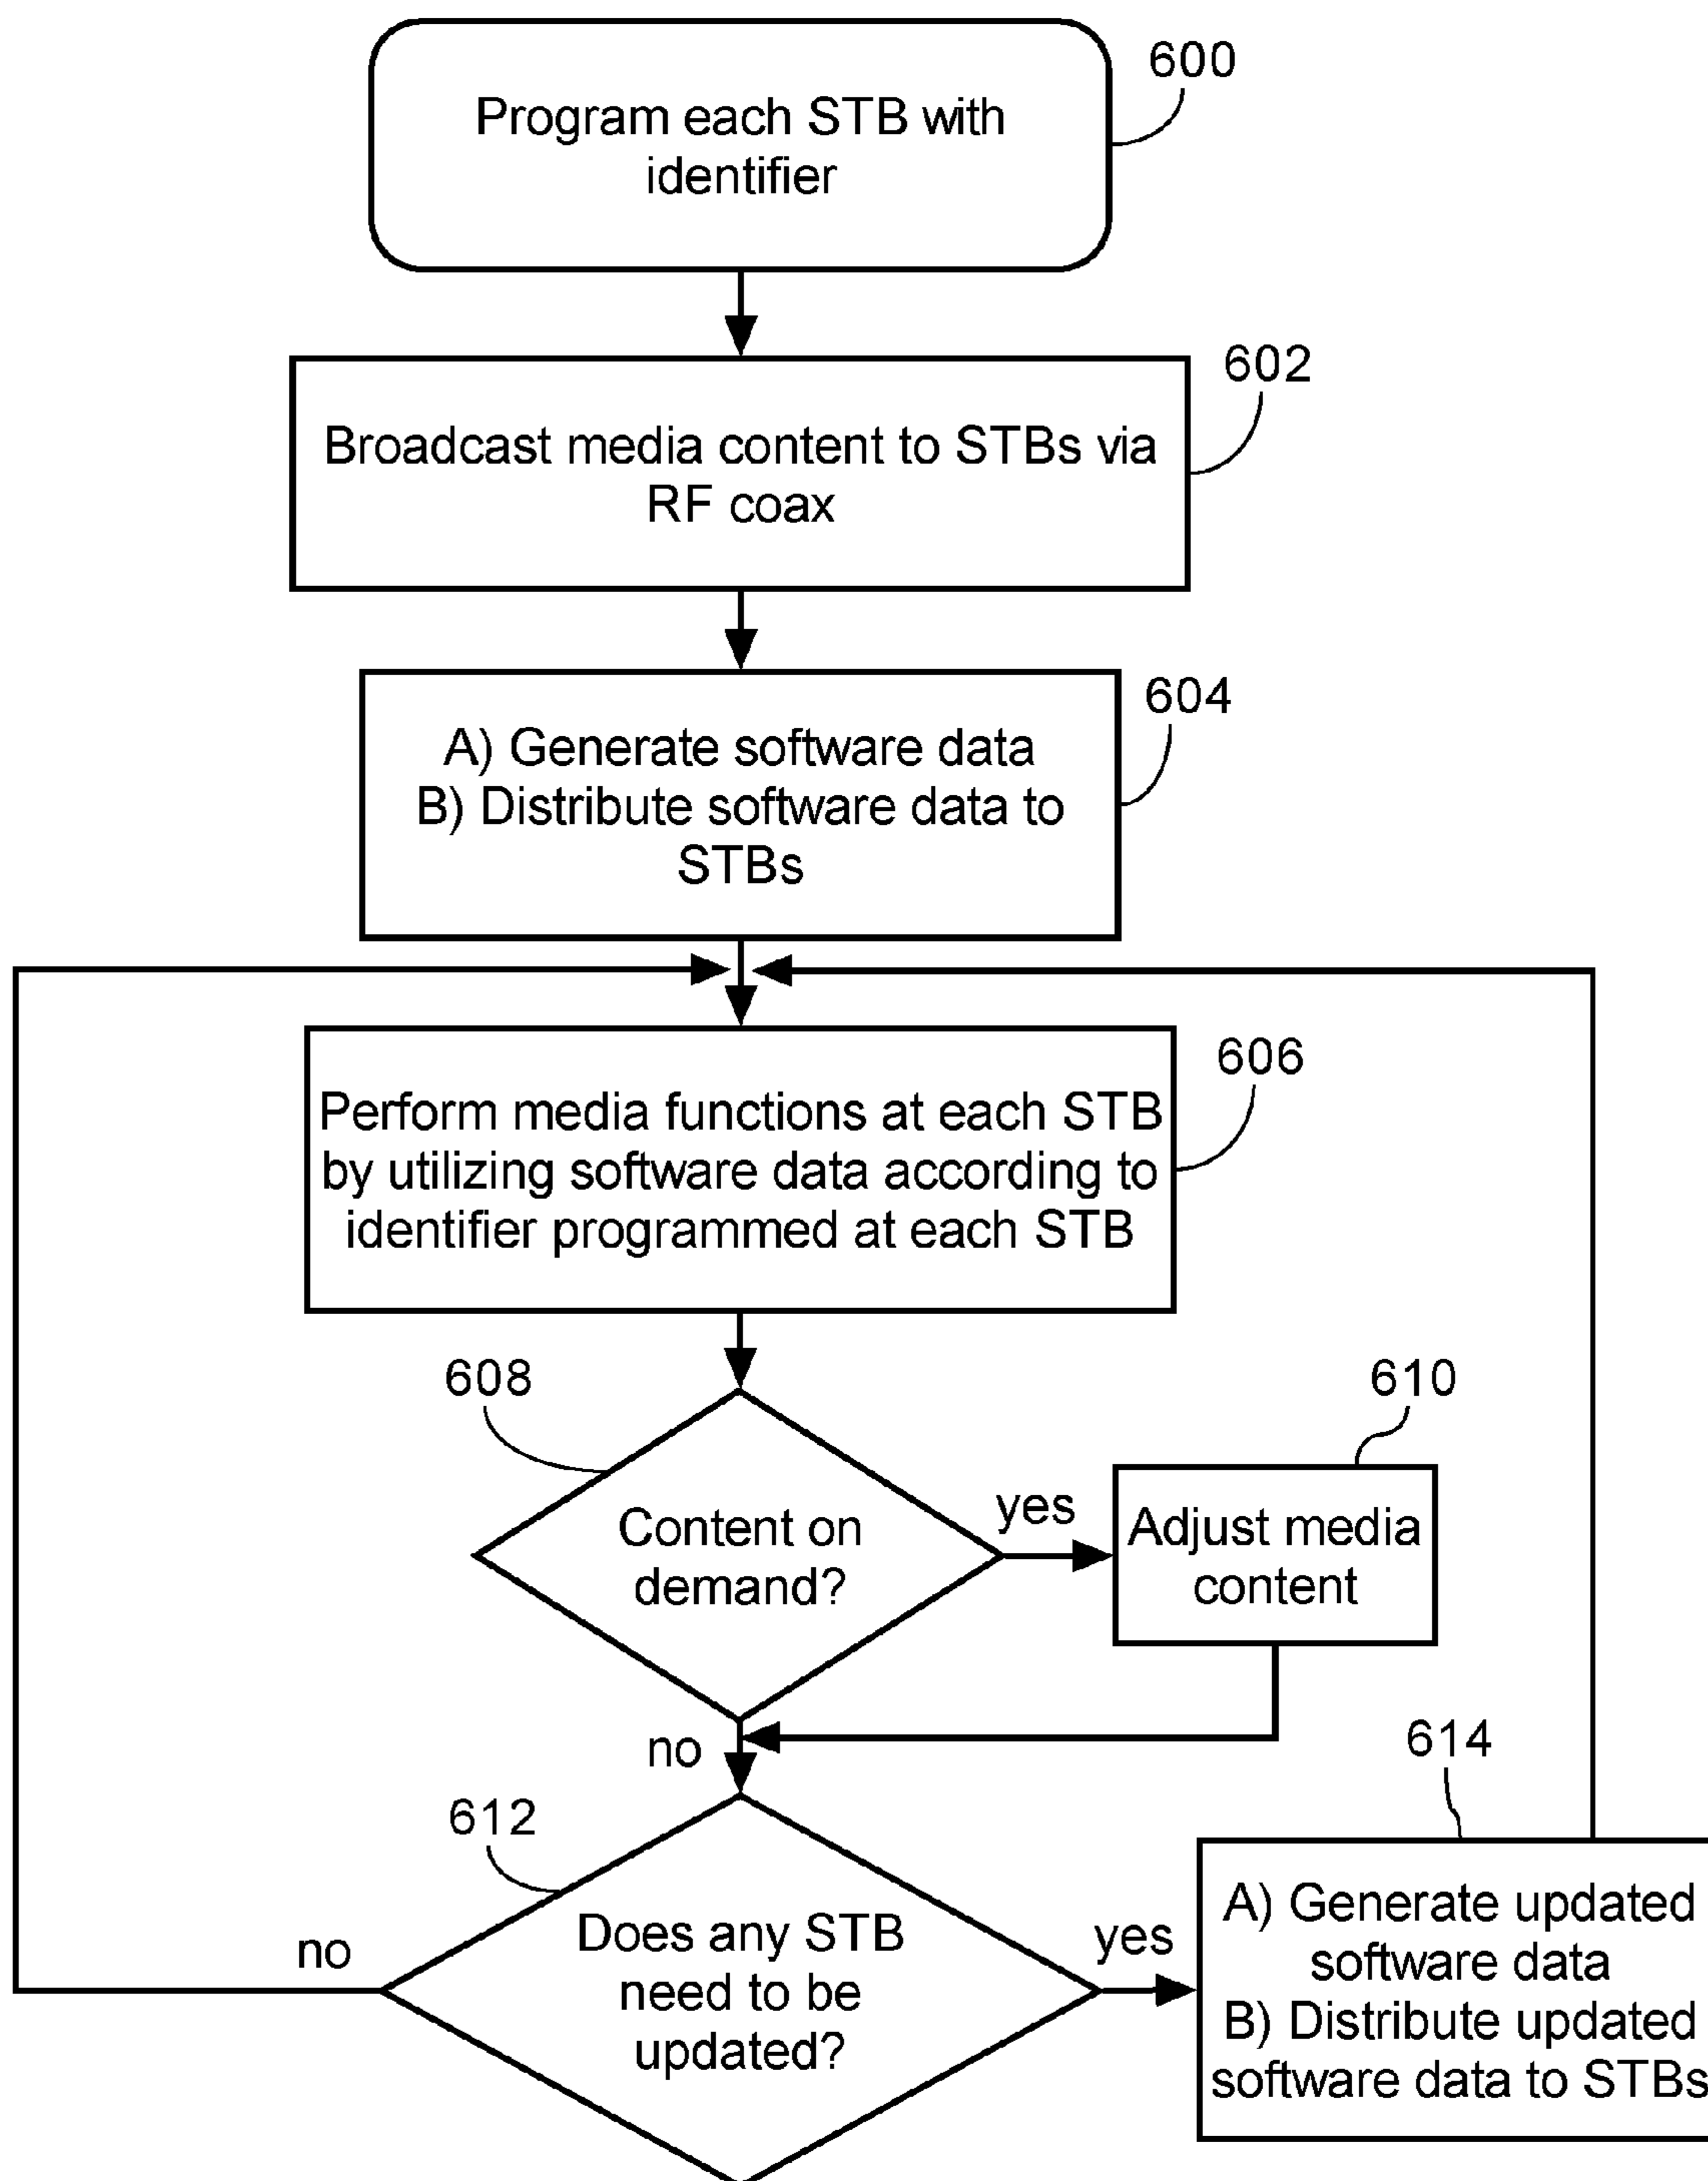 600
Program each STB with
identifier
602
Broadcast media content to STBs via
RF coax
604
A) Generate software data
B) Distribute software data to
STBs
606
Perform media functions at each STB
by utilizing software data according to
identifier programmed at each STB
608
610
Content on
demand?
yes
Adjust media
content
no
614
612
Does any STB
need to be
updated?
no
yes
A) Generate updated
software data
B) Distribute updated
software data to STBs